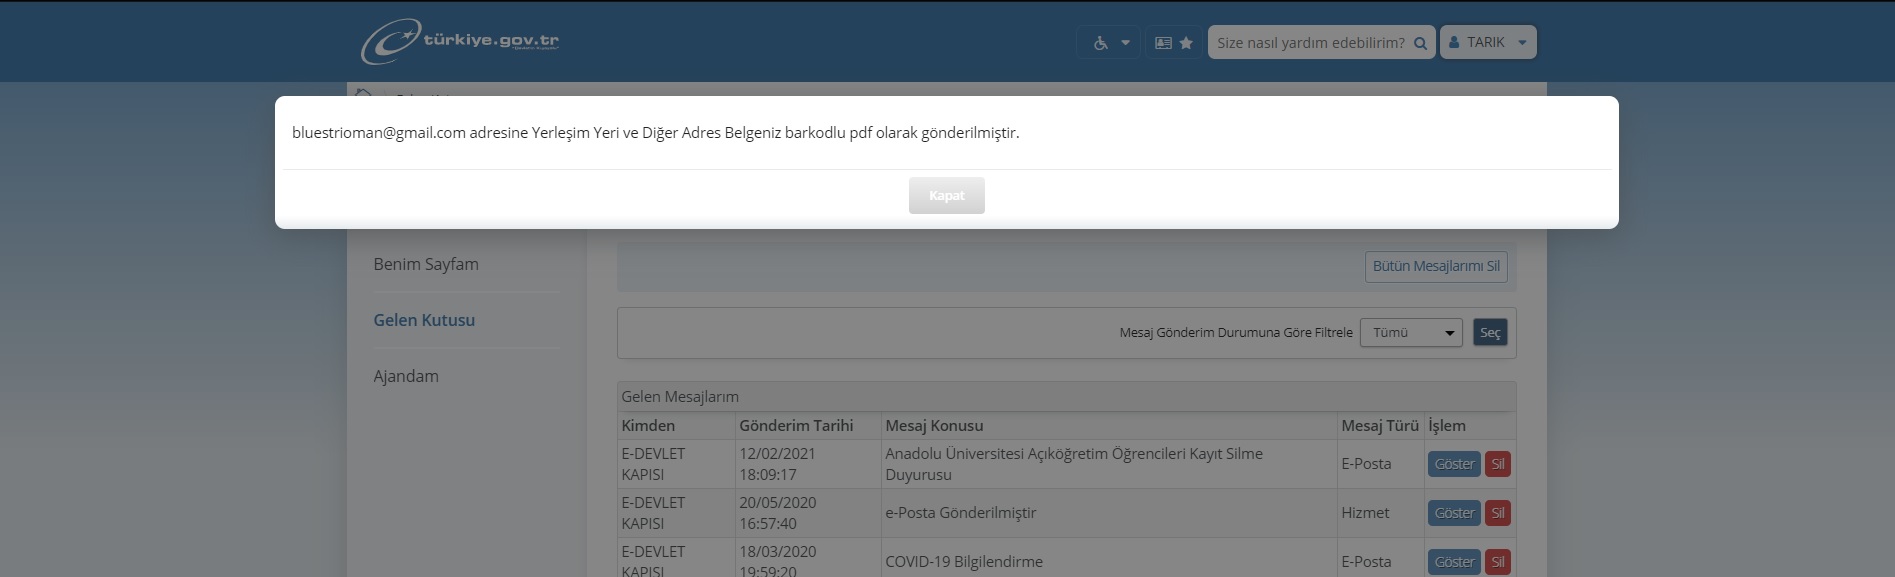 türkiye.gov.tr
Size nasıl yardım edebilirim?
TARIK
bluestrioman@gmail.com adresine Yerleşim Yeri ve Diğer Adres Belgeniz barkodlu pdf olarak gönderilmiştir.
Kapat
Benim Sayfam
Gelen Kutusu
Ajandam
Bütün Mesajlarımı Sil
Mesaj Gönderim Durumuna Göre Filtrele Tümü Seç
Gelen Mesajlarım
Kimden Gönderim Tarihi Mesaj Konusu Mesaj Türü İşlem
E-DEVLET KAPISI 12/02/2021 18:09:17 Anadolu Üniversitesi Açıköğretim Öğrencileri Kayıt Silme Duyurusu E-Posta Göster Sil
E-DEVLET KAPISI 20/05/2020 16:57:40 e-Posta Gönderilmiştir Hizmet Göster Sil
E-DEVLET KAPISI 18/03/2020 19:59:20 COVID-19 Bilgilendirme E-Posta Göster Sil